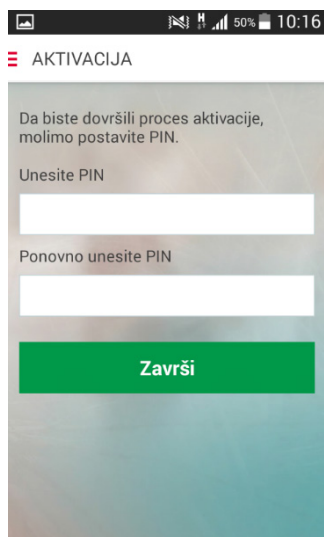 H 50% 10:16
AKTIVACIJA
Da biste dovršili proces aktivacije,
molimo postavite PIN.
Unesite PIN
Ponovno unesite PIN
Završi